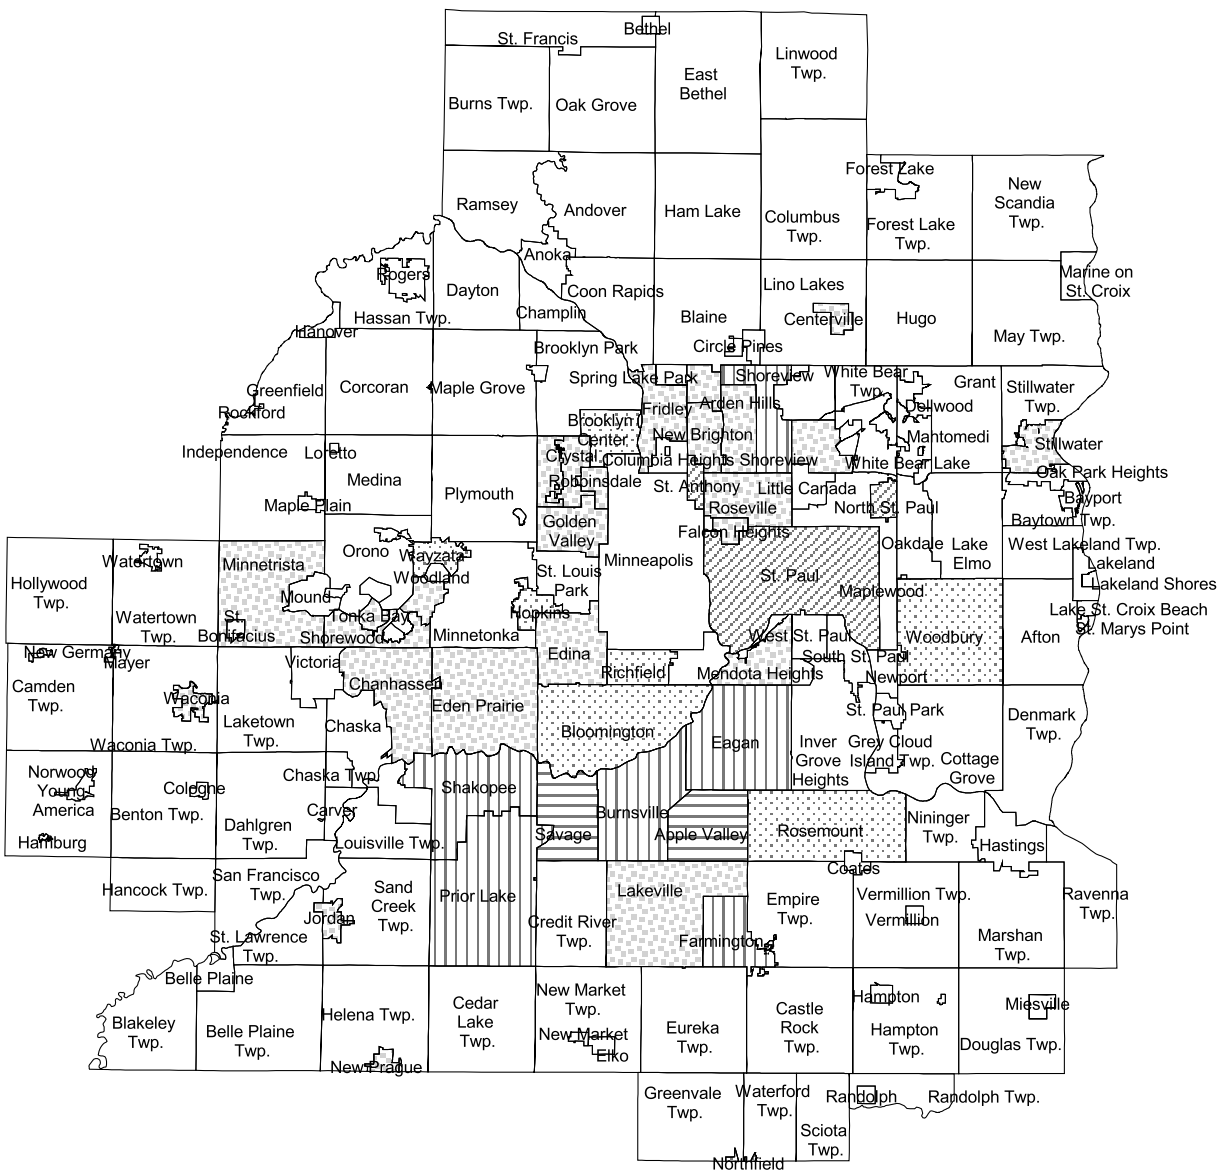 Bethel
St. Francis
Linwood
Twp.
East
Bethel
Burns Twp.
Oak Grove
Forest Lake
New
Scandia
Twp.
Ramsey
Andover
Ham Lake
Columbus
Twp.
Forest Lake
Twp.
Anoka
Rogers
Marine on
St. Croix
Dayton
Coon Rapids
Lino Lakes
Hassan Twp.
Champlin
Blaine
Centerville
Hugo
Hanover
May Twp.
Brooklyn Park
Circle Pines
Greenfield
Corcoran
Maple Grove
Spring Lake Park
Shoreview
White Bear
Twp.
Grant
Stillwater
Twp.
Rockford
Fridley
Arden Hills
Dellwood
Brooklyn
Center
New Brighton
Mahtomedi
Stillwater
Independence
Loretto
Crystal
Columbia Heights
Shoreview
White Bear Lake
Oak Park Heights
Medina
Plymouth
Robbinsdale
St. Anthony
Little Canada
Bayport
Maple Plain
Roseville
North St. Paul
Baytown Twp.
Golden
Valley
Falcon Heights
Orono
Wayzata
Oakdale
Lake
Elmo
West Lakeland Twp.
Watertown
Minnetrista
Minneapolis
Lakeland
Hollywood
Twp.
Woodland
St. Louis
Park
St. Paul
Maplewood
Lakeland Shores
Mound
Watertown
Twp.
St.
Bonifacius
Tonka Bay
Hopkins
Lake St. Croix Beach
Shorewood
Minnetonka
West St. Paul
Woodbury
Afton
St. Marys Point
New Germany
Mayer
Victoria
Edina
South St. Paul
Richfield
Mendota Heights
Newport
Camden
Twp.
Waconia
Chanhassen
Eden Prairie
St. Paul Park
Laketown
Twp.
Chaska
Bloomington
Denmark
Twp.
Waconia Twp.
Eagan
Inver
Grove
Heights
Grey Cloud
Island Twp.
Cottage
Grove
Norwood
Young
America
Cologne
Chaska Twp.
Shakopee
Benton Twp.
Carver
Burnsville
Dahlgren
Twp.
Louisville Twp.
Savage
Apple Valley
Rosemount
Nininger
Twp.
Hamburg
Hastings
Coates
Hancock Twp.
San Francisco
Twp.
Sand
Creek
Twp.
Prior Lake
Lakeville
Empire
Twp.
Vermillion Twp.
Ravenna
Twp.
Jordan
Credit River
Twp.
Vermillion
St. Lawrence
Twp.
Farmington
Marshan
Twp.
Belle Plaine
Helena Twp.
Cedar
Lake
Twp.
New Market
Twp.
Hampton
Miesville
Blakeley
Twp.
Belle Plaine
Twp.
New Market
Elko
Eureka
Twp.
Castle
Rock
Twp.
Hampton
Twp.
Douglas Twp.
New Prague
Greenvale
Twp.
Waterford
Twp.
Randolph
Randolph Twp.
Sciota
Twp.
Northfield